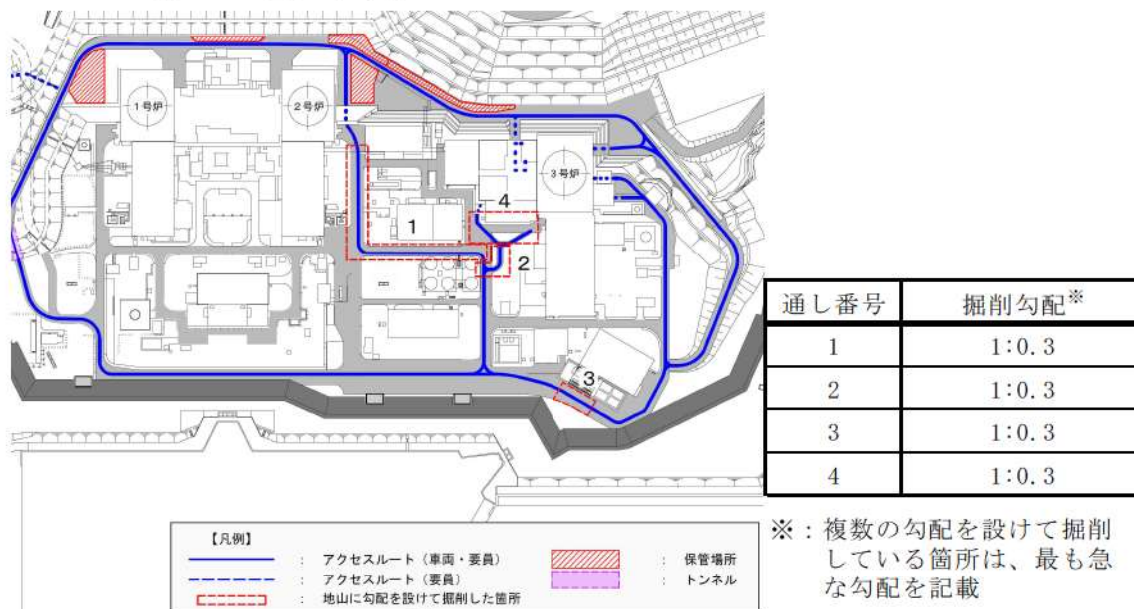 1号炉
2号炉
3号炉
4
1
2
3
【凡例】
: アクセスルート（車両・要員）
: アクセスルート（要員）
: 地山に勾配を設けて掘削した箇所
: 保管場所
: トンネル
通し番号 掘削勾配※
1 1:0.3
2 1:0.3
3 1:0.3
4 1:0.3
※：複数の勾配を設けて掘削
している箇所は、最も急
な勾配を記載